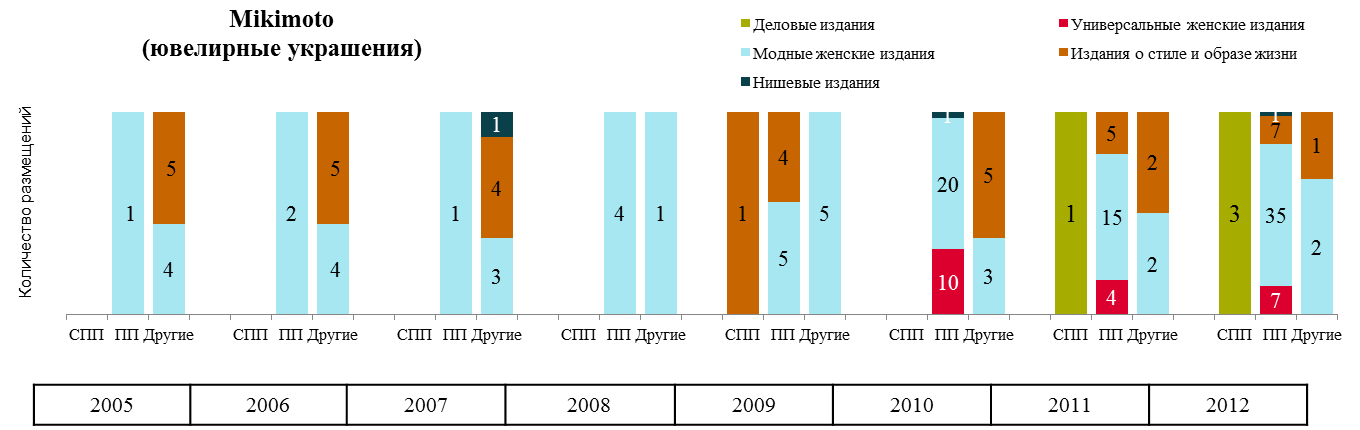 Mikimoto
(ювелирные украшения)
Деловые издания
Универсальные женские издания
Модные женские издания
Издания о стиле и образе жизни
Нишевые издания
Количество размещений
1
5
4
2
5
4
1
1
4
3
4
1
1
4
5
5
1
20
10
5
3
1
5
15
4
2
2
3
1
7
35
7
1
2
СПП ПП Другие
СПП ПП Другие
СПП ПП Другие
СПП ПП Другие
СПП ПП Другие
СПП ПП Другие
СПП ПП Другие
СПП ПП Другие
2005 2006 2007 2008 2009 2010 2011 2012